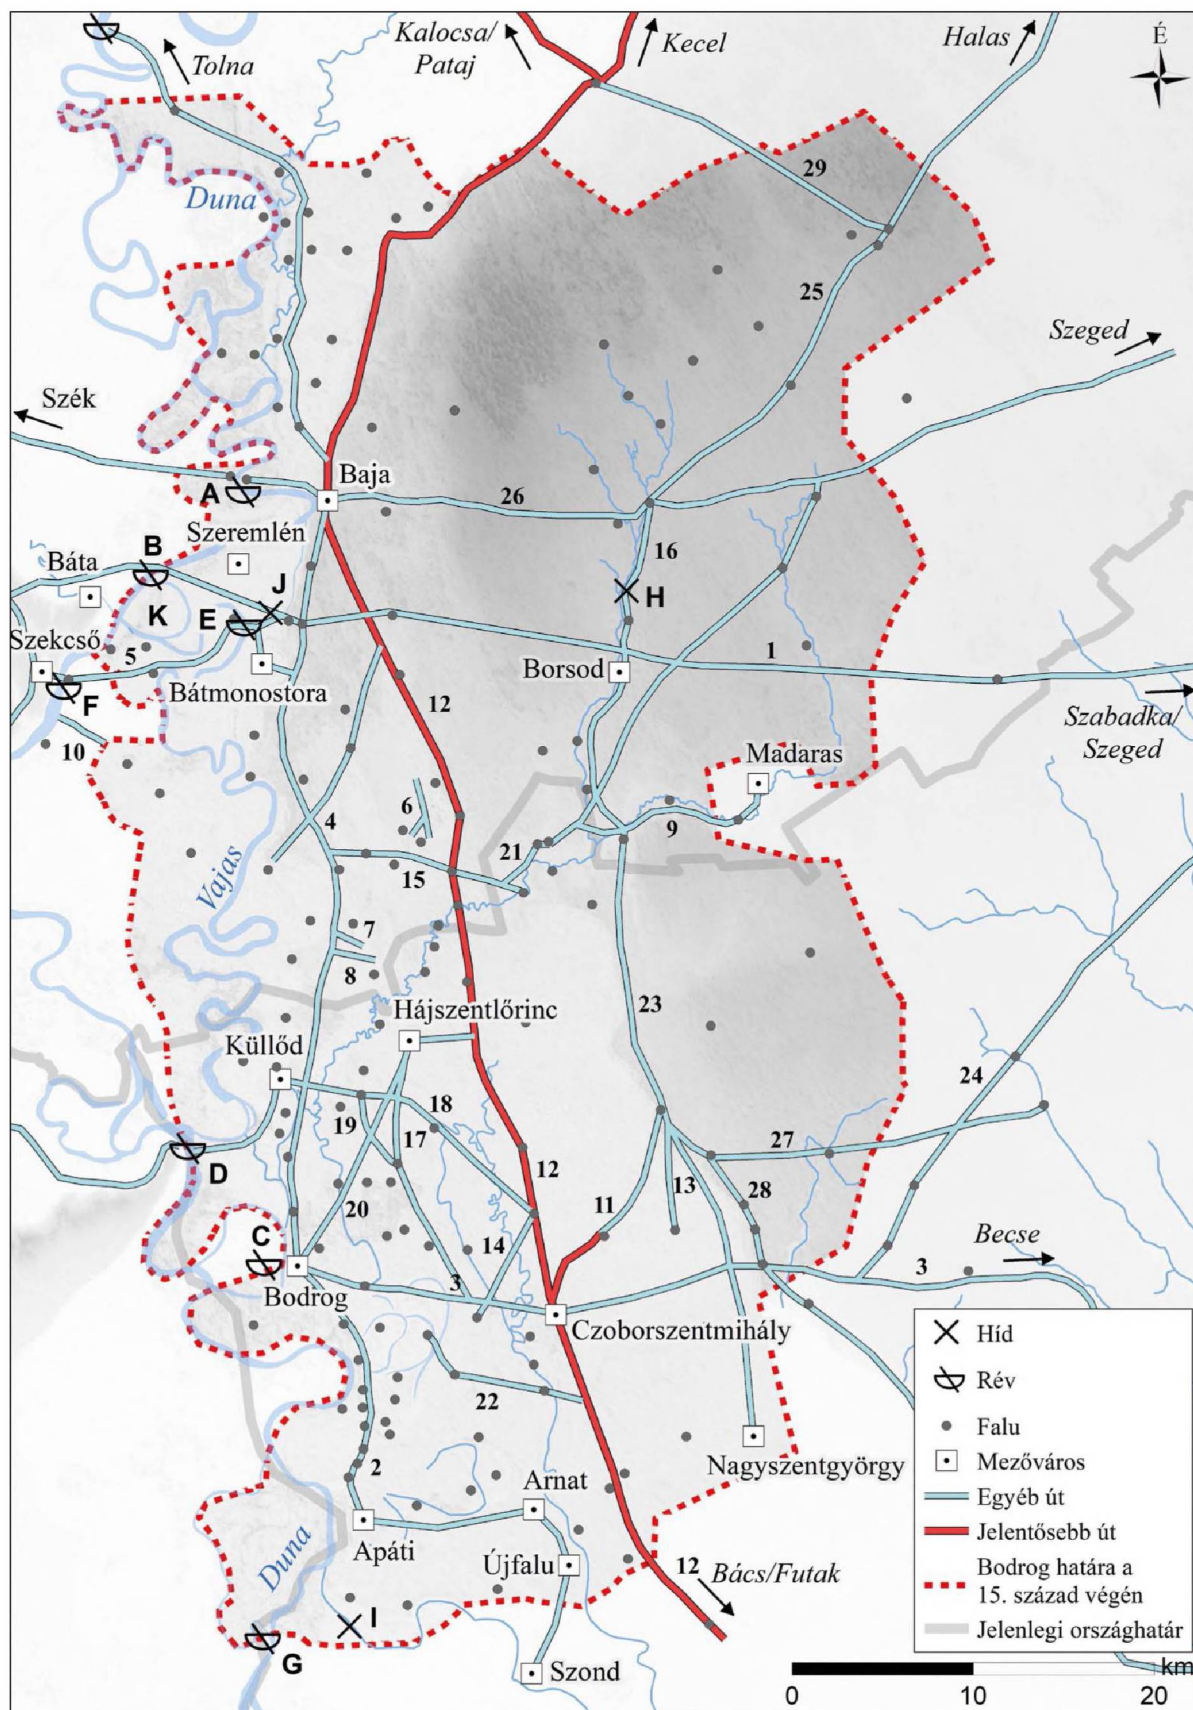 Kalocsa/
Pataj
Kecel
Halas
É
Tolna
29
Duna
25
Szeged
Szék
A
Baja
26
Szeremlén
16
B
Báta
J
H
K
E
Szekcső
5
1
Borsod
Bátmonostora
F
12
Szabadka/
Szeged
10
Madaras
6
4
9
21
15
Vajas
7
8
23
Hájszentlőrinc
Küllőd
24
18
19
17
27
12
D
13
28
20
11
C
14
Becse
3
3
Bodrog
Czoborszentmihály
22
Nagyszentgyörgy
2
Arnat
Apáti
Újfalu
Duna
12
Bács/Futak
I
G
Szond
Híd
Rév
Falu
Mezőváros
Egyéb út
Jelentősebb út
Bodrog határa a
15. század végén
Jelenlegi országhatár
km
0
10
20